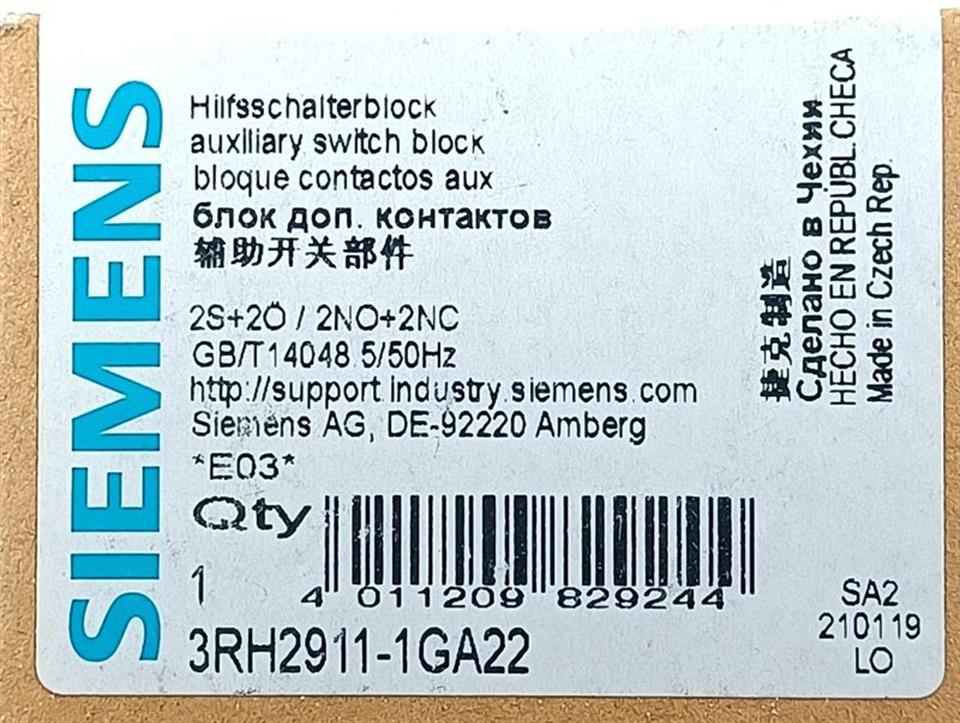 SIEMENS
Hilfsschalterblock
auxiliary switch block
bloque contactos aux
блок доп. контактов
辅助开关部件
2S+2Ö / 2NO+2NC
GB/T14048.5/50Hz
http://support.industry.siemens.com
Siemens AG, DE-92220 Amberg
*E03*
Qty
1
4 011209 829244
3RH2911-1GA22
捷克制造
Сделано в Чехии
HECHO EN REPÚBL.CHECA
Made in Czech Rep.
SA2
210119
LO